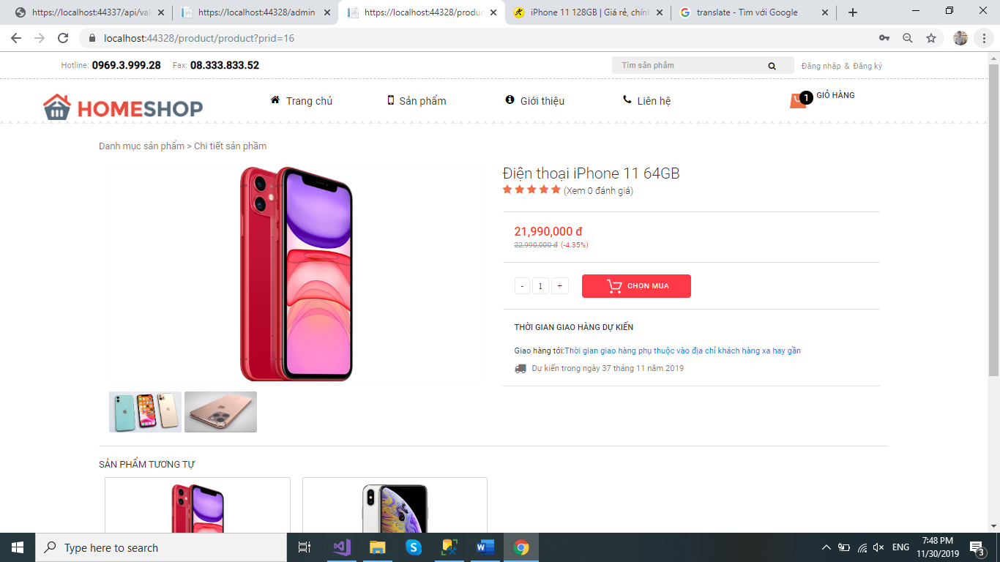 https://localhost:44337/api/val
https://localhost:44328/admin
https://localhost:44328/produc
iPhone 11 128GB | Giá rẻ, chính
translate - Tìm với Google
localhost:44328/product/product?prid=16
Hotline: 0969.3.999.28 Fax: 08.333.833.52
Tìm sản phẩm
Đăng nhập & Đăng ký
HOMESHOP
Trang chủ
Sản phẩm
Giới thiệu
Liên hệ
1
GIỎ HÀNG
Danh mục sản phẩm > Chi tiết sản phầm
Điện thoại iPhone 11 64GB
(Xem 0 đánh giá)
21,990,000 đ
22,990,000 đ (-4.35%)
- 1 +
CHỌN MUA
THỜI GIAN GIAO HÀNG DỰ KIẾN
Giao hàng tới:Thời gian giao hàng phụ thuộc vào địa chỉ khách hàng xa hay gần
Dự kiến trong ngày 37 tháng 11 năm 2019
SẢN PHẨM TƯƠNG TỰ
Type here to search
ENG
7:48 PM
11/30/2019
3